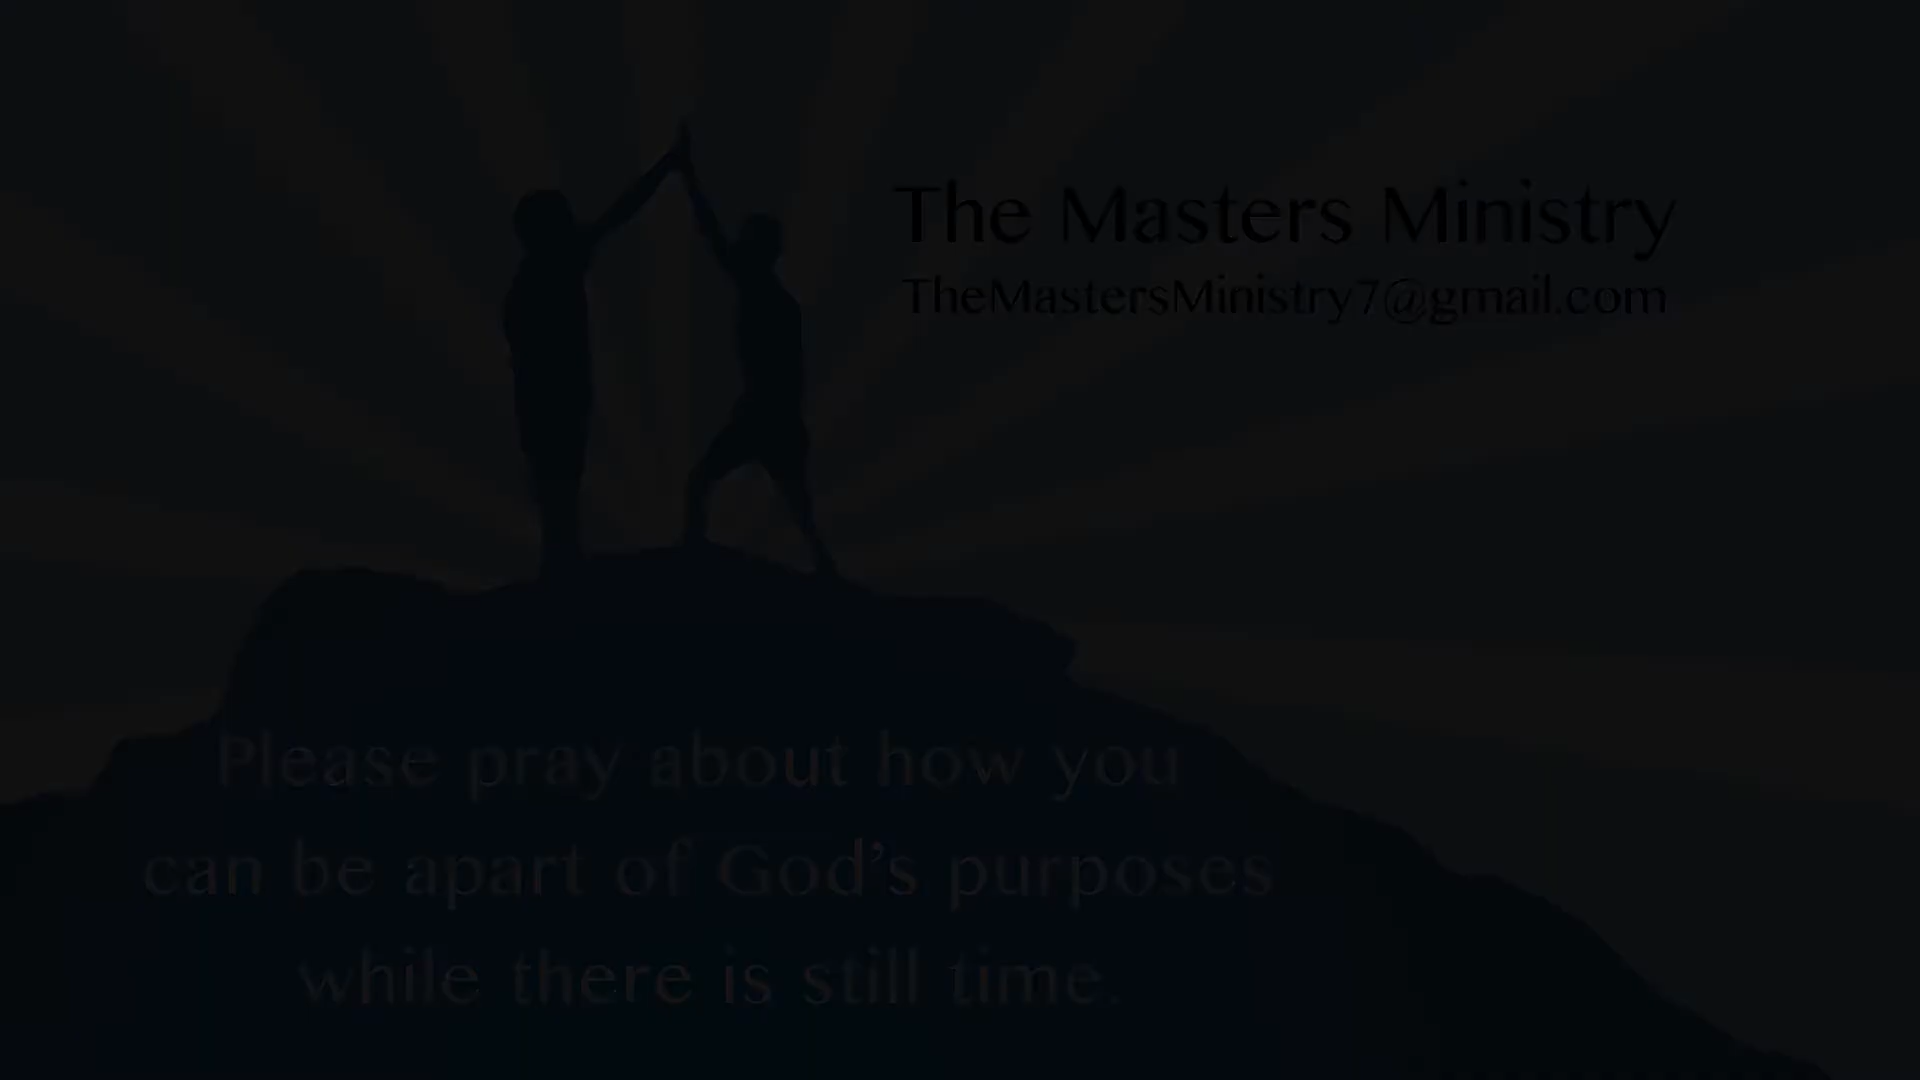 The Masters Ministry
TheMastersMinistry7@gmail.com
Please pray about how you
can be apart of God's purposes
while there is still time.